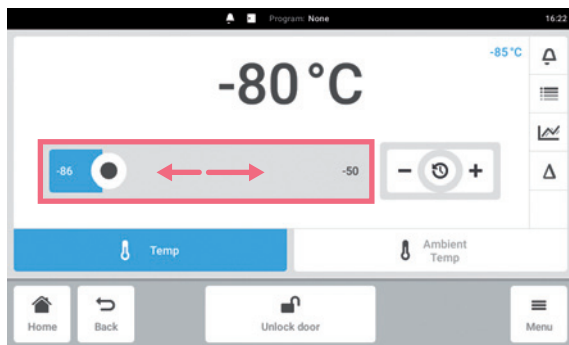 Program: None
16:22
-85°C
-80°C
-86
-50
- +
Temp
Ambient
Temp
Home
Back
Unlock door
Menu